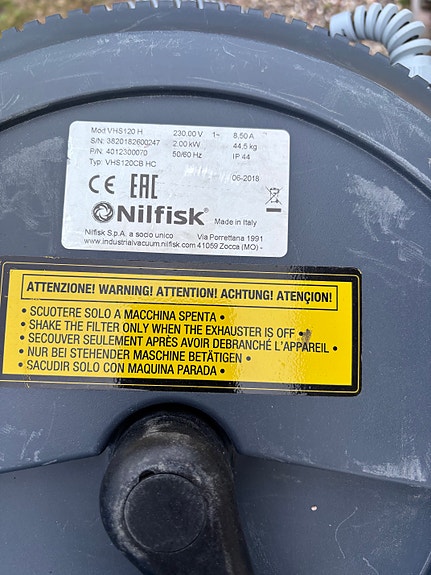 Mod VHS120 H 230.00 V 1~ 8,50 A
S/N: 3820182600247 2.00 kW 44,5 kg
P/N: 4012300070 50/60 Hz IP 44
Typ: VHS120CB HC
06-2018
CE EAC
Nilfisk® Made in Italy
Nilfisk S.p.A. a socio unico Via Porrettana 1991
www.industrialvacuum.nilfisk.com 41059 Zocca (MO) -
ATTENZIONE! WARNING! ATTENTION! ACHTUNG! ATENÇION!
• SCUOTERE SOLO A MACCHINA SPENTA •
• SHAKE THE FILTER ONLY WHEN THE EXHAUSTER IS OFF •
• SECOUVER SEULEMENT APRÈS AVOIR DEBRANCHÉ L'APPAREIL •
• NUR BEI STEHENDER MASCHINE BETÄTIGEN •
• SACUDIR SOLO CON MAQUINA PARADA •